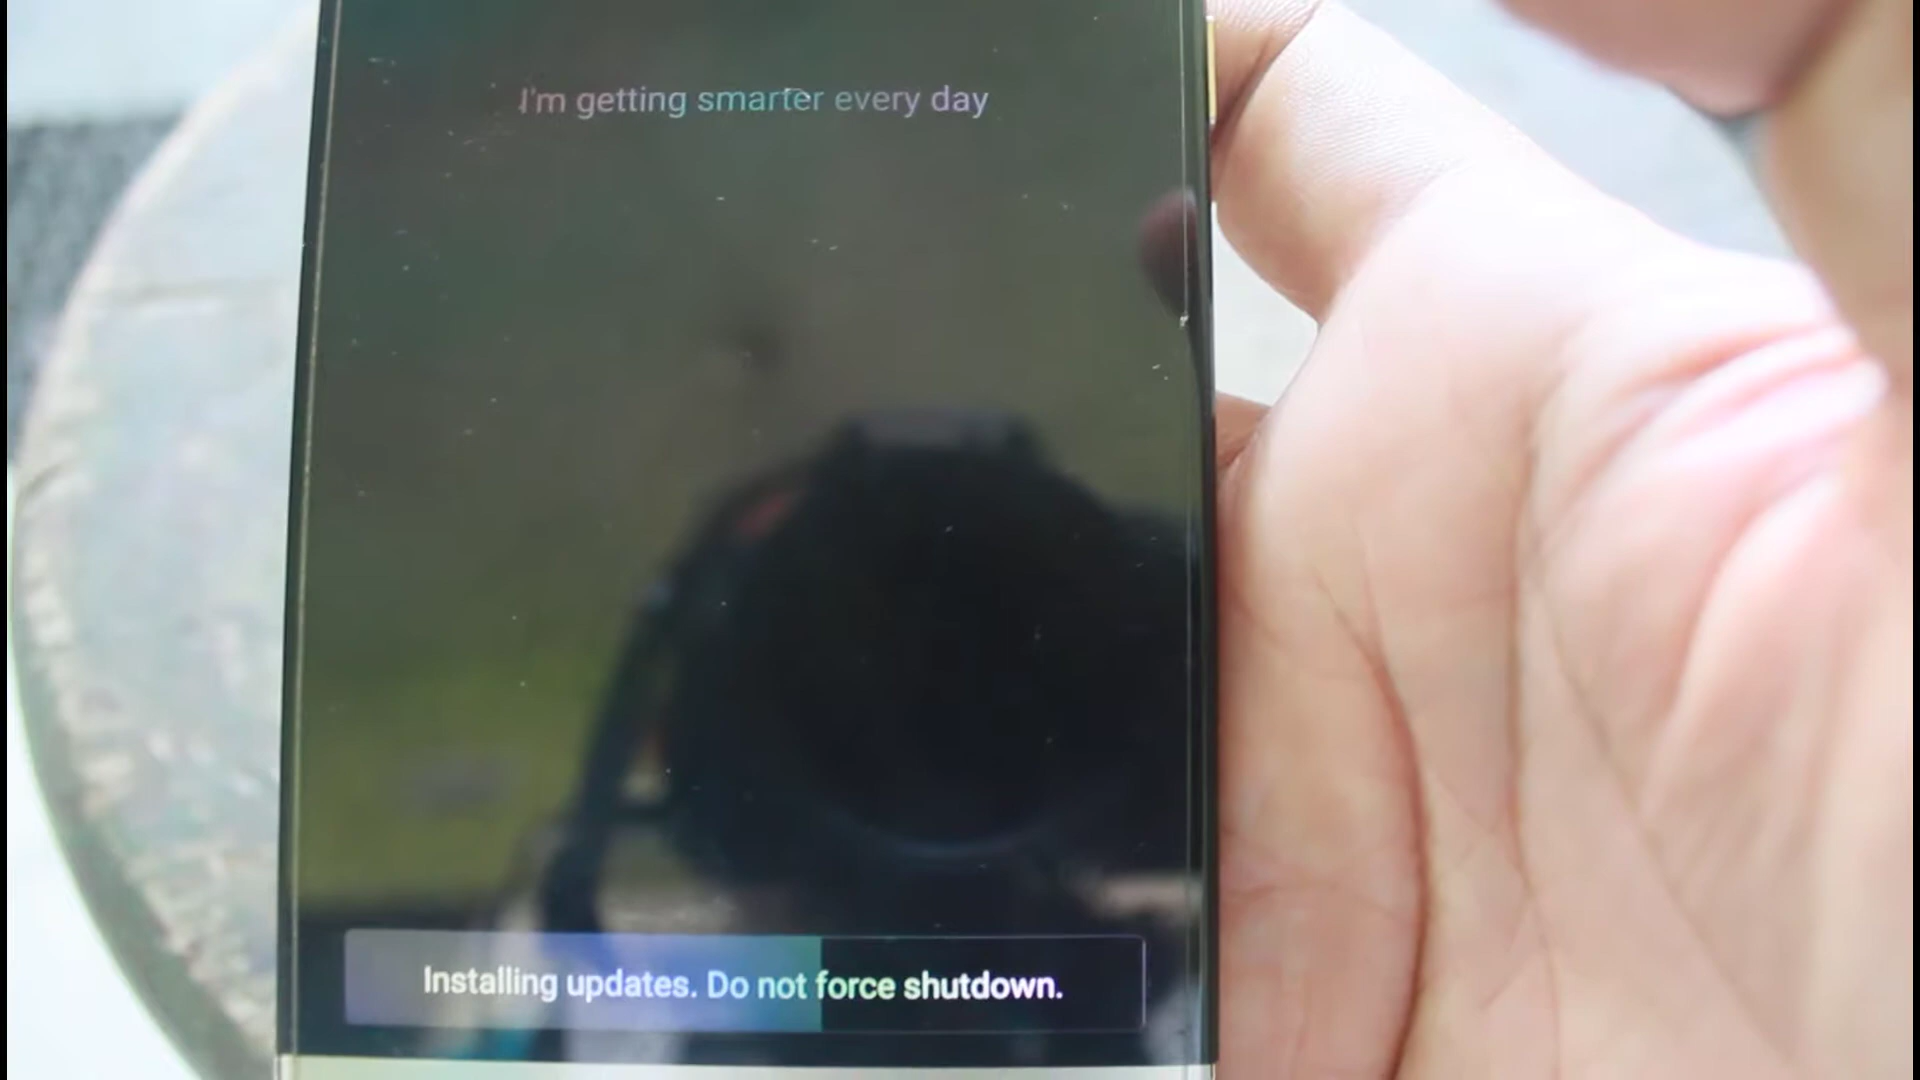 I'm getting smarter every day
Installing updates. Do not force shutdown.